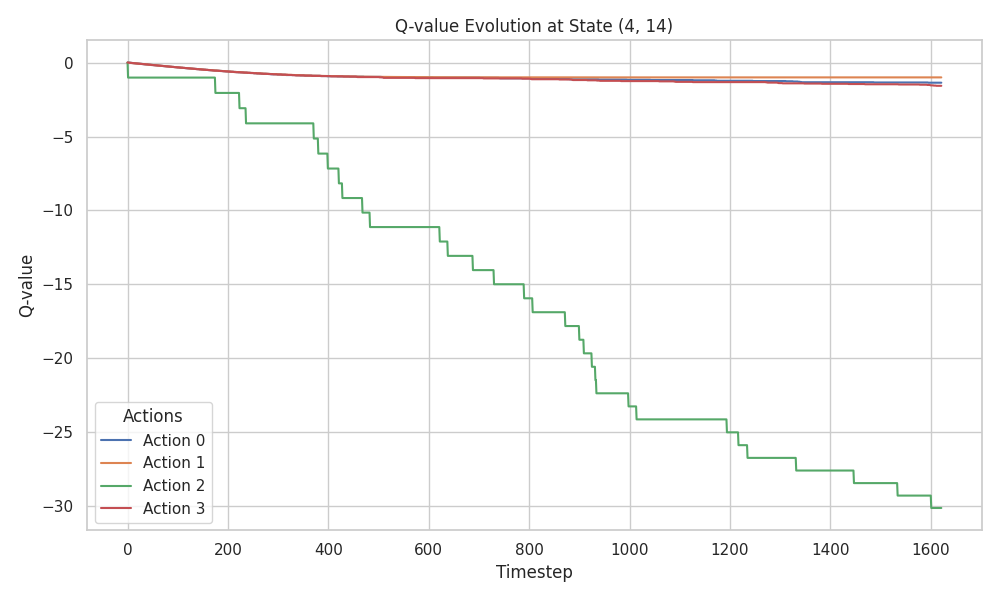 Q-value Evolution at State (4, 14)
Q-value
0
−5
−10
−15
−20
−25
−30
Actions
Action 0
Action 1
Action 2
Action 3
0 200 400 600 800 1000 1200 1400 1600
Timestep